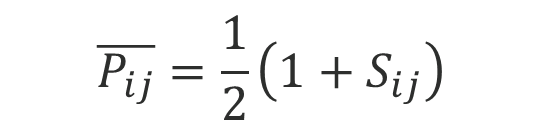 $\overline{P_{ij}} = \frac{1}{2}(1 + S_{ij})$